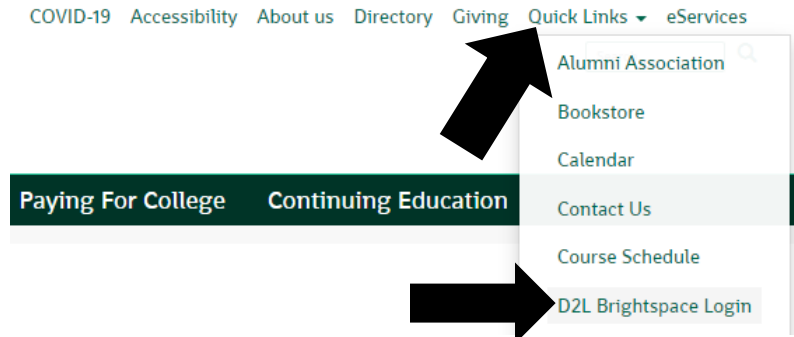 COVID-19 Accessibility About us Directory Giving Quick Links eServices
Alumni Association
Bookstore
Calendar
Paying For College Continuing Education
Contact Us
Course Schedule
D2L Brightspace Login